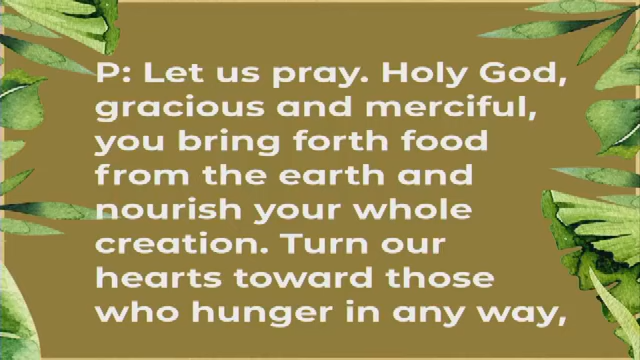 P: Let us pray. Holy God,
gracious and merciful,
you bring forth food
from the earth and
nourish your whole
creation. Turn our
hearts toward those
who hunger in any way,